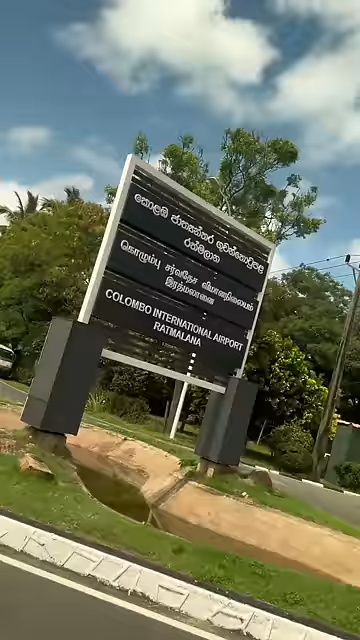 කොළඹ ජාත්‍යන්තර ගුවන්තොටුපළ
රත්මලාන
கொழும்பு சர்வதேச விமானநிலையம்
இரத்மலானை
COLOMBO INTERNATIONAL AIRPORT
RATMALANA